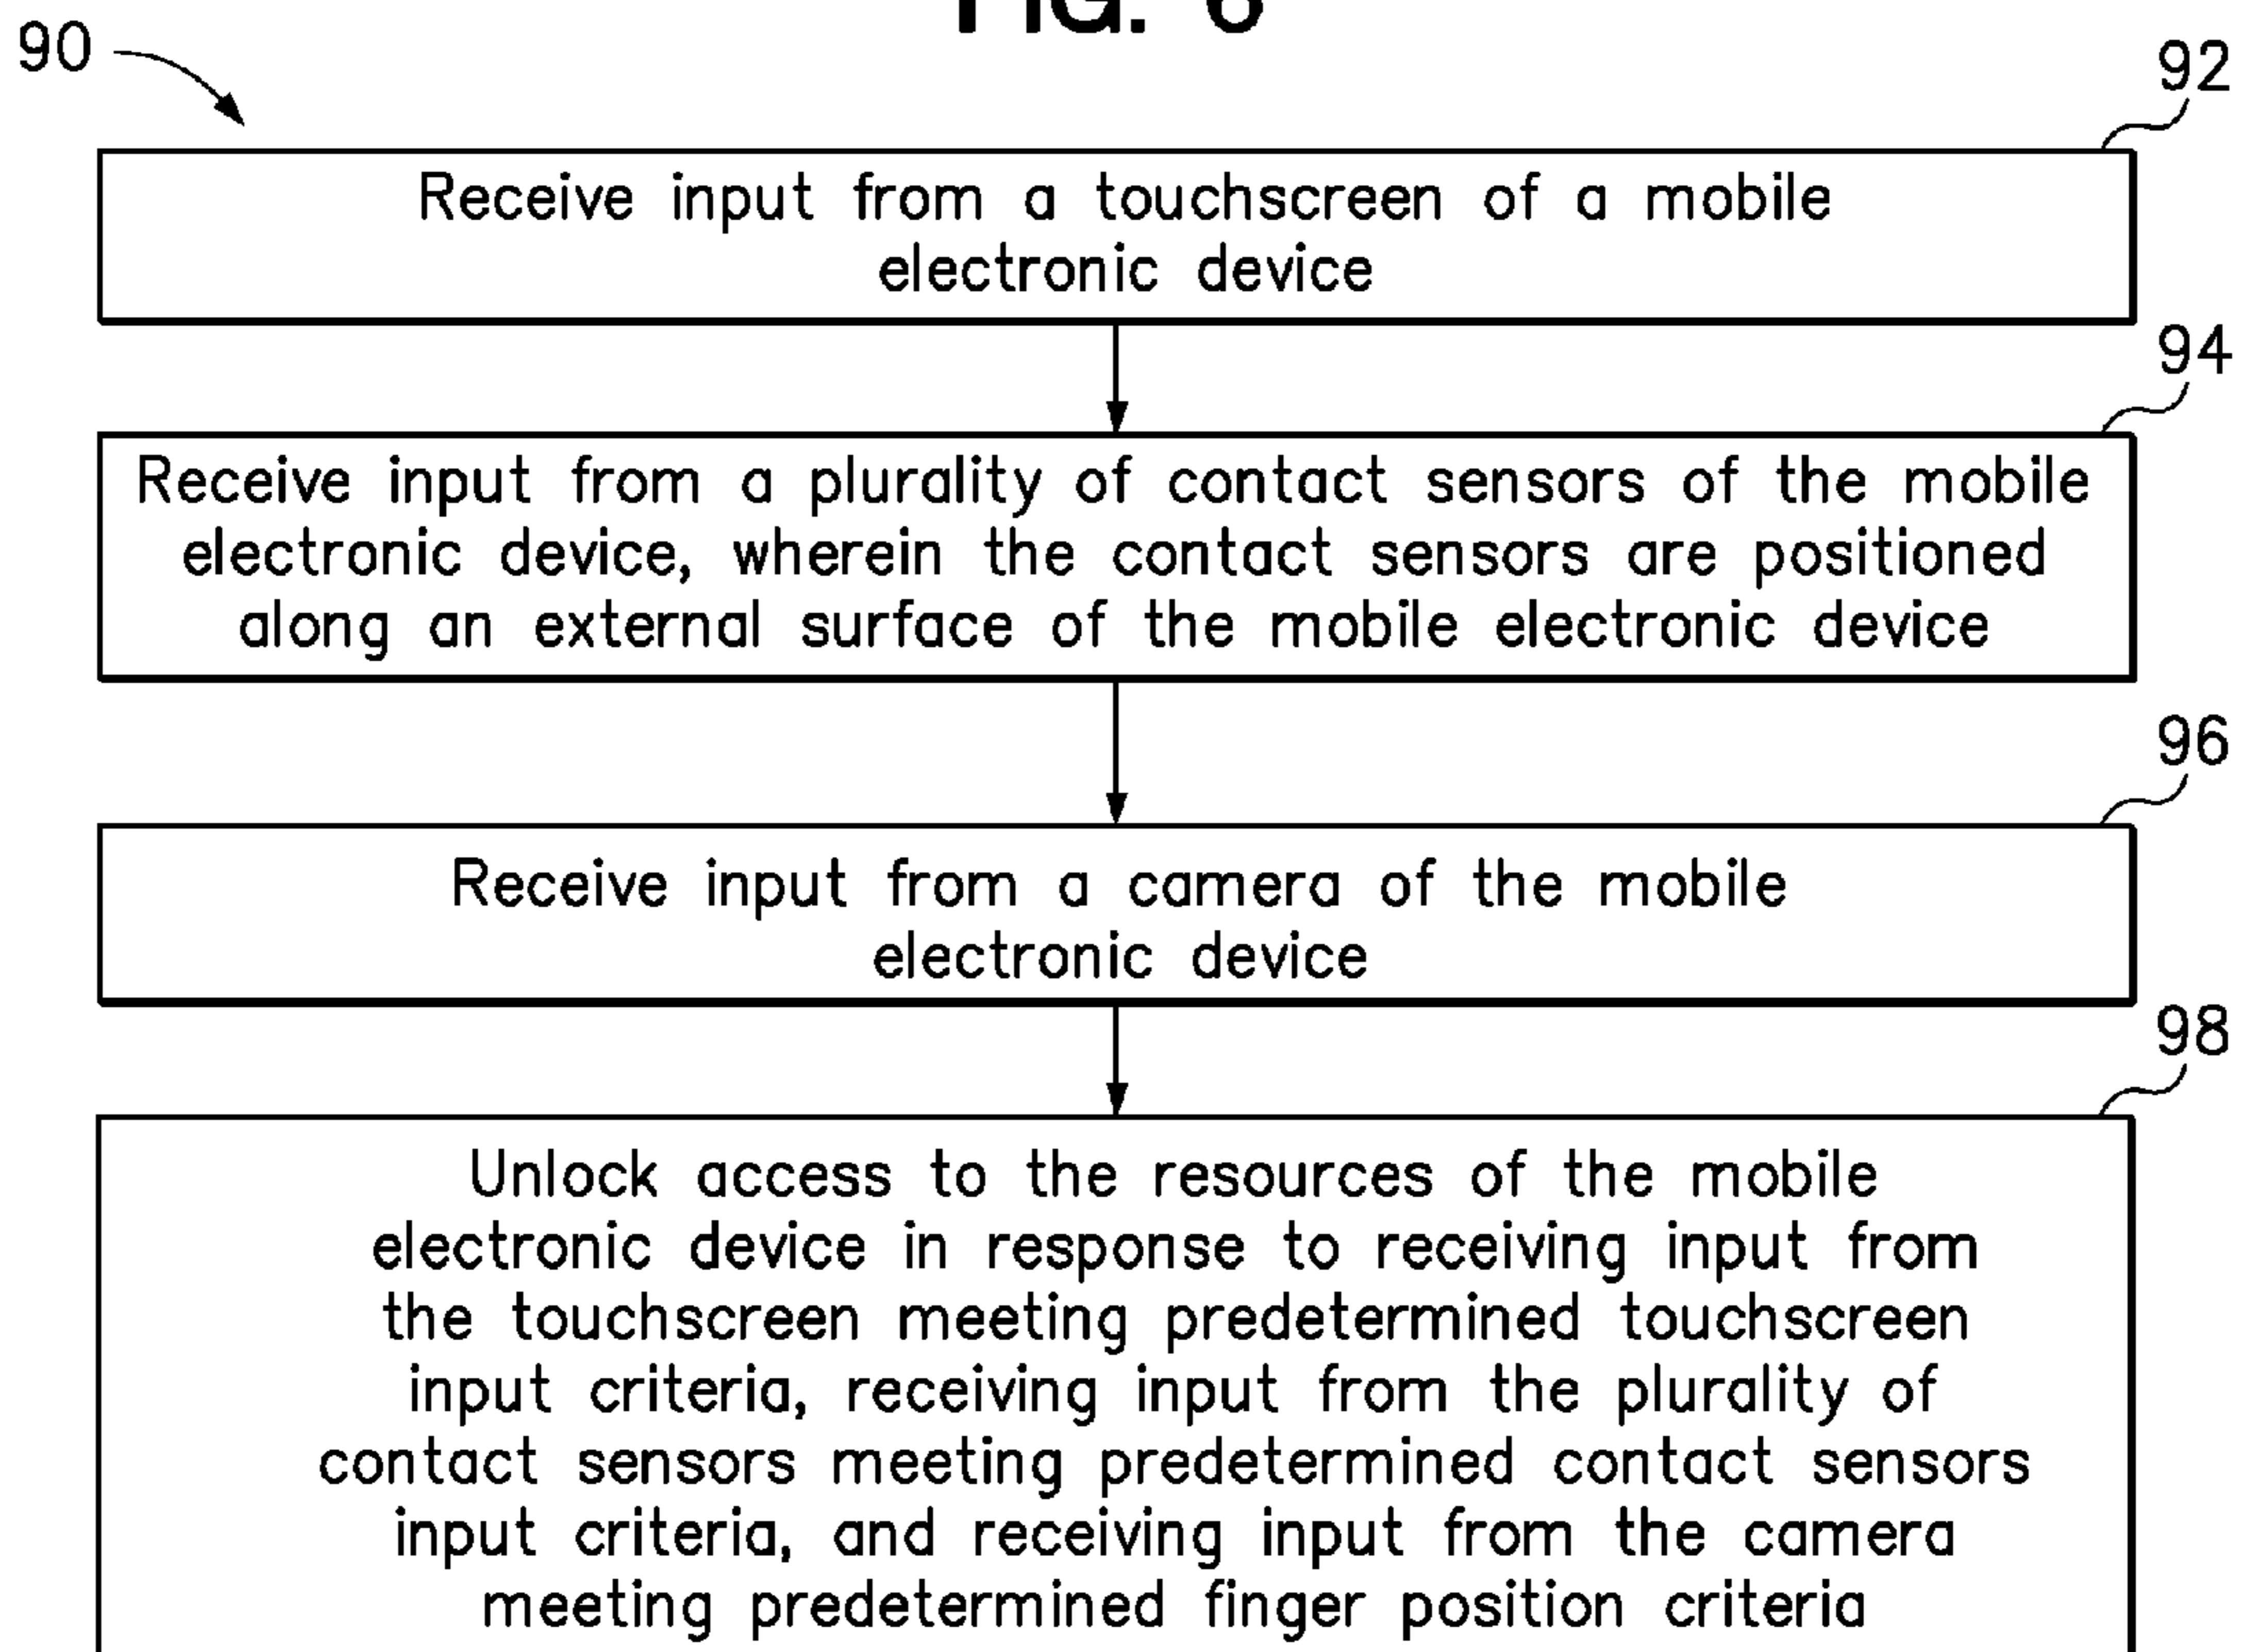 FIG.
90
92
Receive input from a touchscreen of a mobile
electronic device
94
Receive input from a plurality of contact sensors of the mobile
electronic device, wherein the contact sensors are positioned
along an external surface of the mobile electronic device
96
Receive input from a camera of the mobile
electronic device
98
Unlock access to the resources of the mobile
electronic device in response to receiving input from
the touchscreen meeting predetermined touchscreen
input criteria, receiving input from the plurality of
contact sensors meeting predetermined contact sensors
input criteria, and receiving input from the camera
meeting predetermined finger position criteria